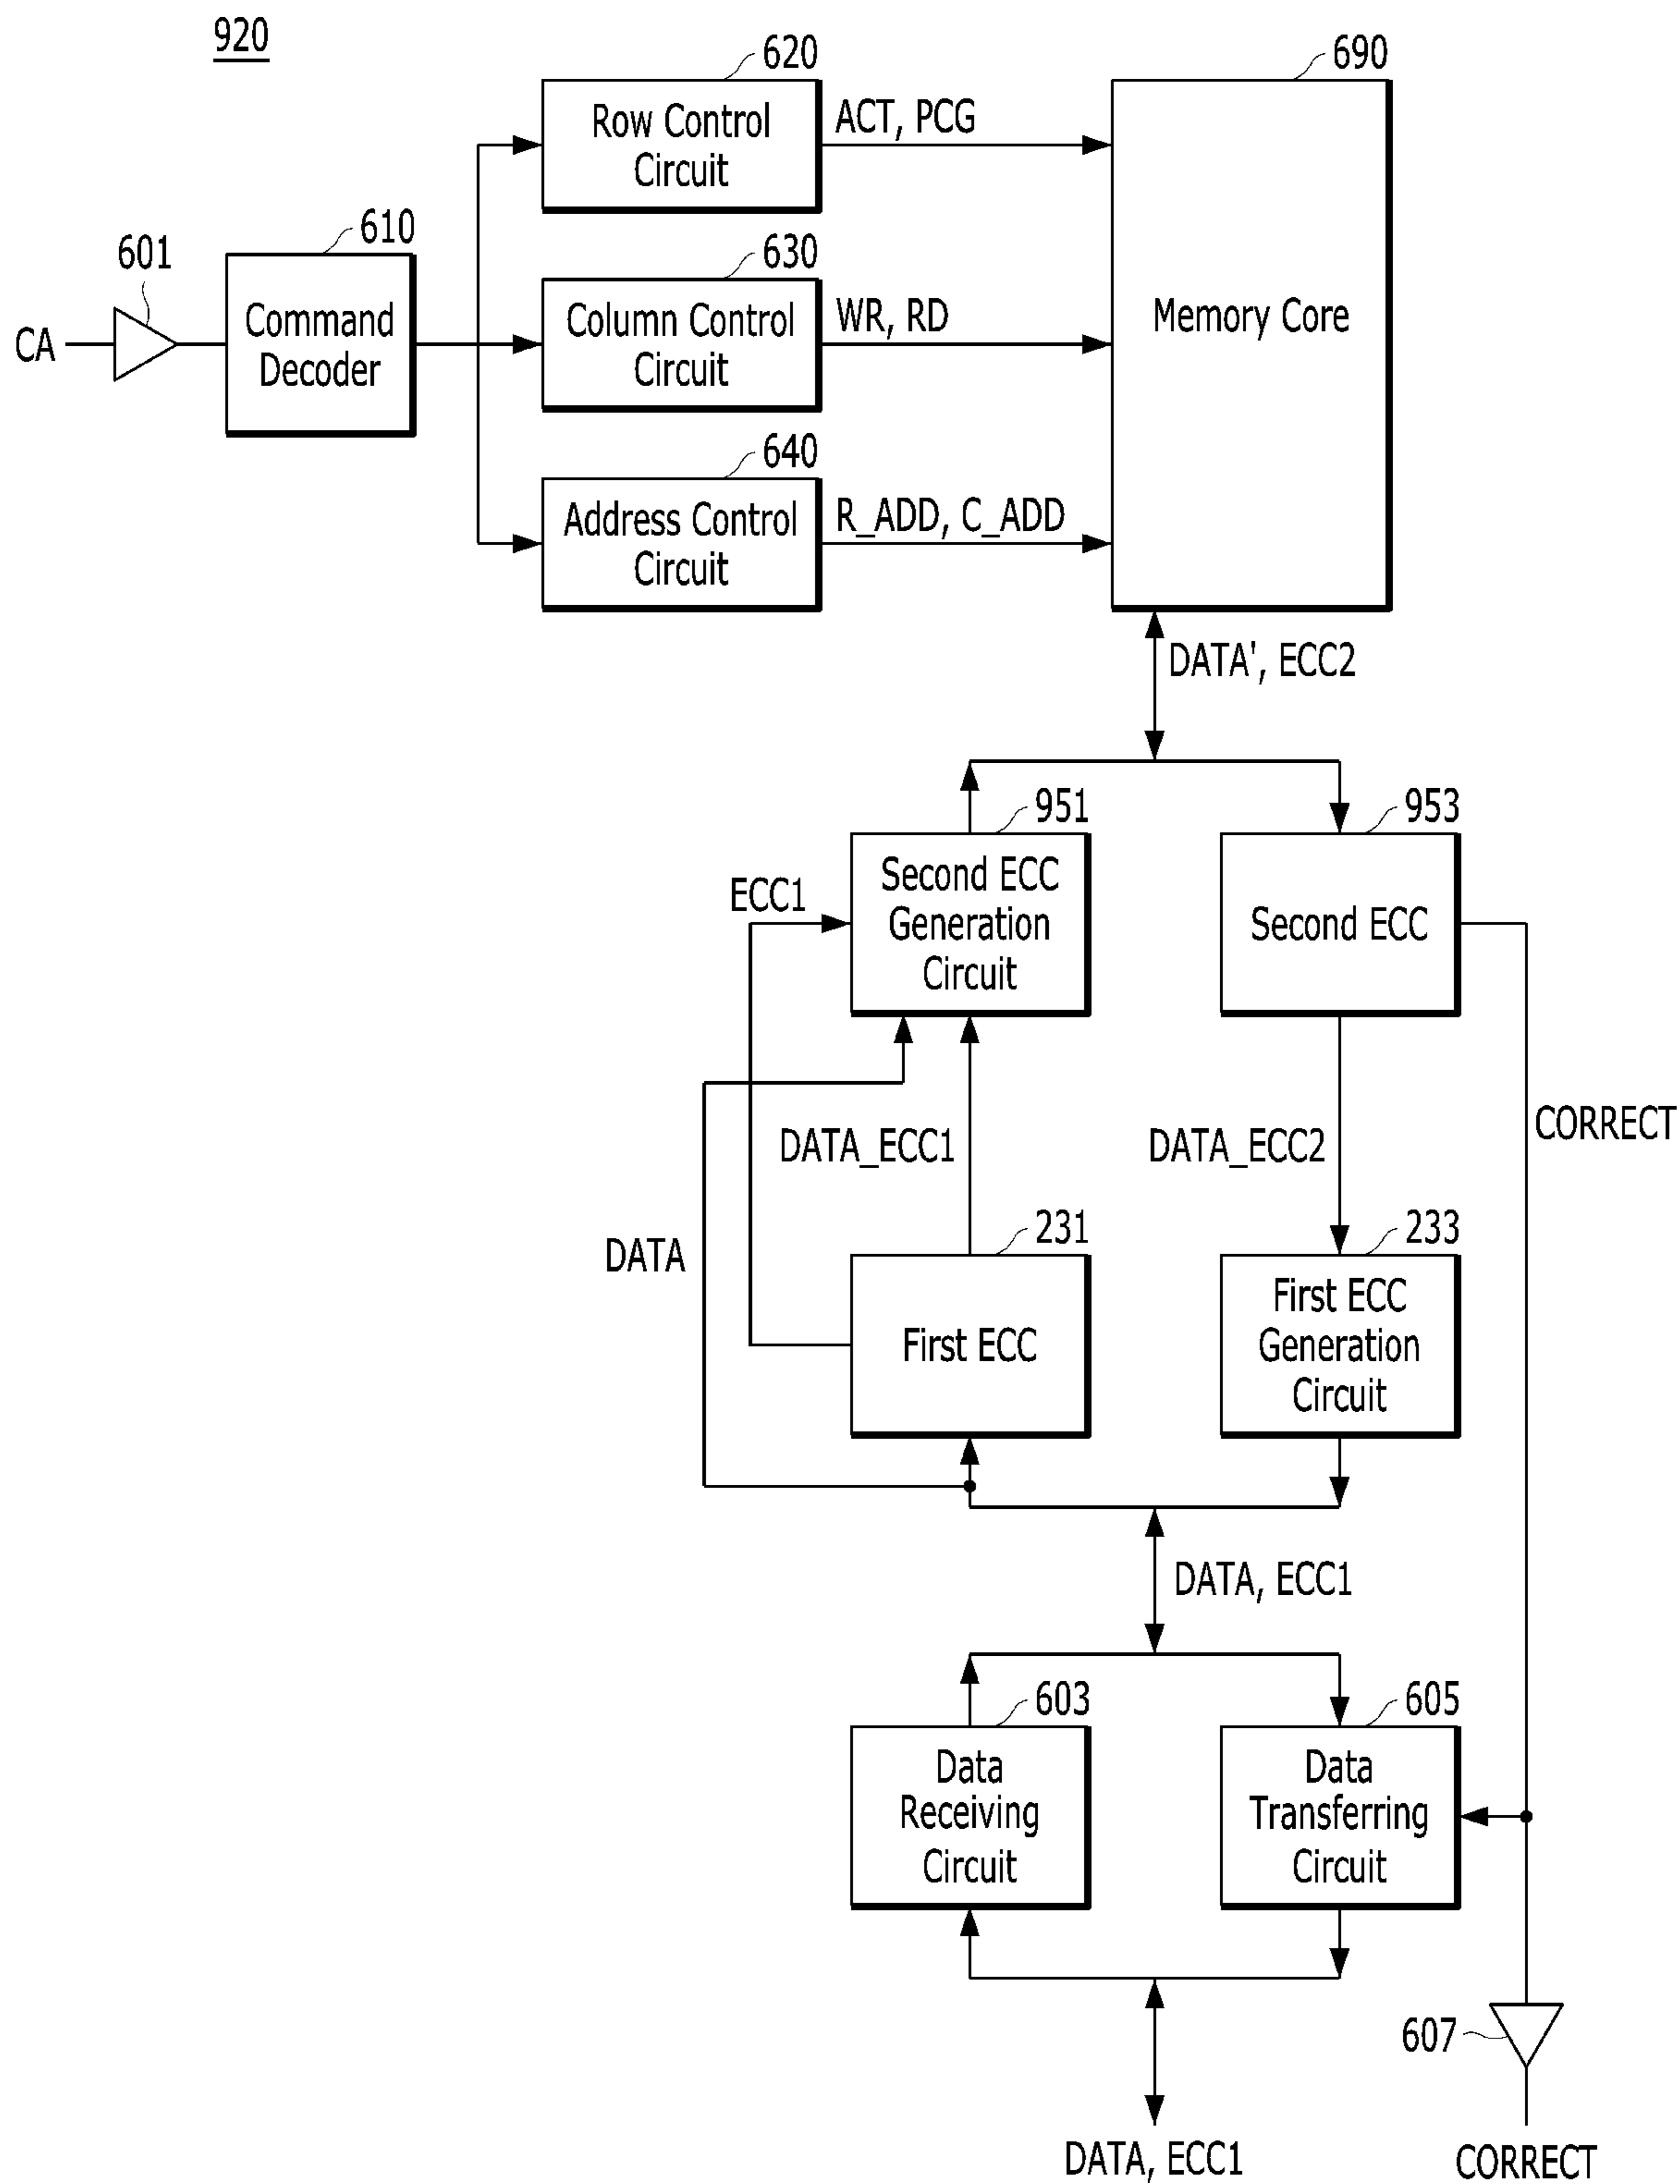 920
620
690
Row Control
Circuit
ACT, PCG
601
610
CA
Command
Decoder
630
Column Control
Circuit
WR, RD
Memory Core
640
Address Control
Circuit
R_ADD, C_ADD
DATA', ECC2
951
953
ECC1
Second ECC
Generation
Circuit
Second ECC
CORRECT
DATA_ECC1
DATA_ECC2
DATA
231
233
First ECC
First ECC
Generation
Circuit
DATA, ECC1
603
605
Data
Receiving
Circuit
Data
Transferring
Circuit
607
DATA, ECC1
CORRECT